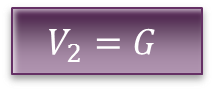 V₂ = G